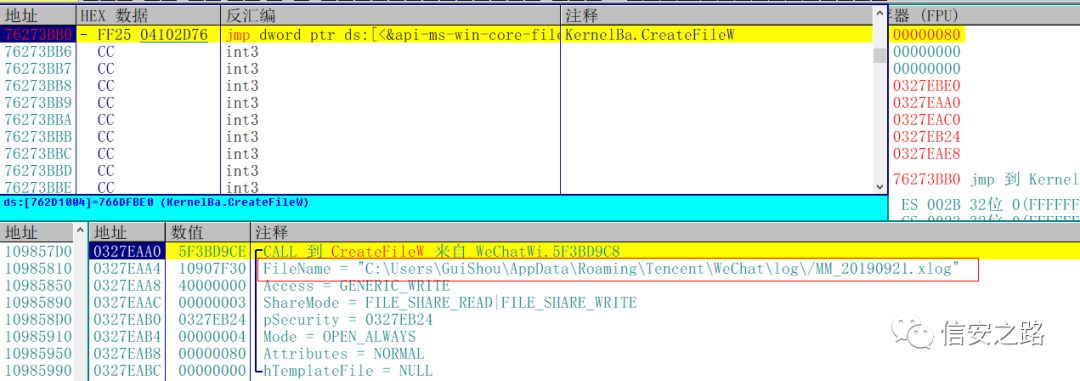 地址 HEX 数据 反汇编 注释 寄存器 (FPU)
76273BB0 - FF25 04102D76 jmp dword ptr ds:[<&api-ms-win-core-file KernelBa.CreateFileW 00000080
76273BB6 CC int3 00000000
76273BB7 CC int3 00000000
76273BB8 CC int3 0327EBE0
76273BB9 CC int3 0327EAA0
76273BBA CC int3 0327EAC0
76273BBB CC int3 0327EB24
76273BBC CC int3 0327EAE8
76273BBD CC int3
76273BBE CC int3 76273BB0 jmp 到 Kernel
ds:[762D1004]=766DFBE0 (KernelBa.CreateFileW) ES 002B 32位 0(FFFFFF
地址 地址 数值 注释
109857D0 0327EAA0 5F3BD9CE CALL 到 CreateFileW 来自 WeChatWi.5F3BD9C8
10985810 0327EAA4 10907F30 FileName = "C:\Users\GuiShou\AppData\Roaming\Tencent\WeChat\log\/MM_20190921.xlog"
10985850 0327EAA8 40000000 Access = GENERIC_WRITE
10985890 0327EAAC 00000003 ShareMode = FILE_SHARE_READ|FILE_SHARE_WRITE
109858D0 0327EAB0 0327EB24 pSecurity = 0327EB24
10985910 0327EAB4 00000004 Mode = OPEN_ALWAYS
10985950 0327EAB8 00000080 Attributes = NORMAL
10985990 0327EABC 00000000 hTemplateFile = NULL
信安之路